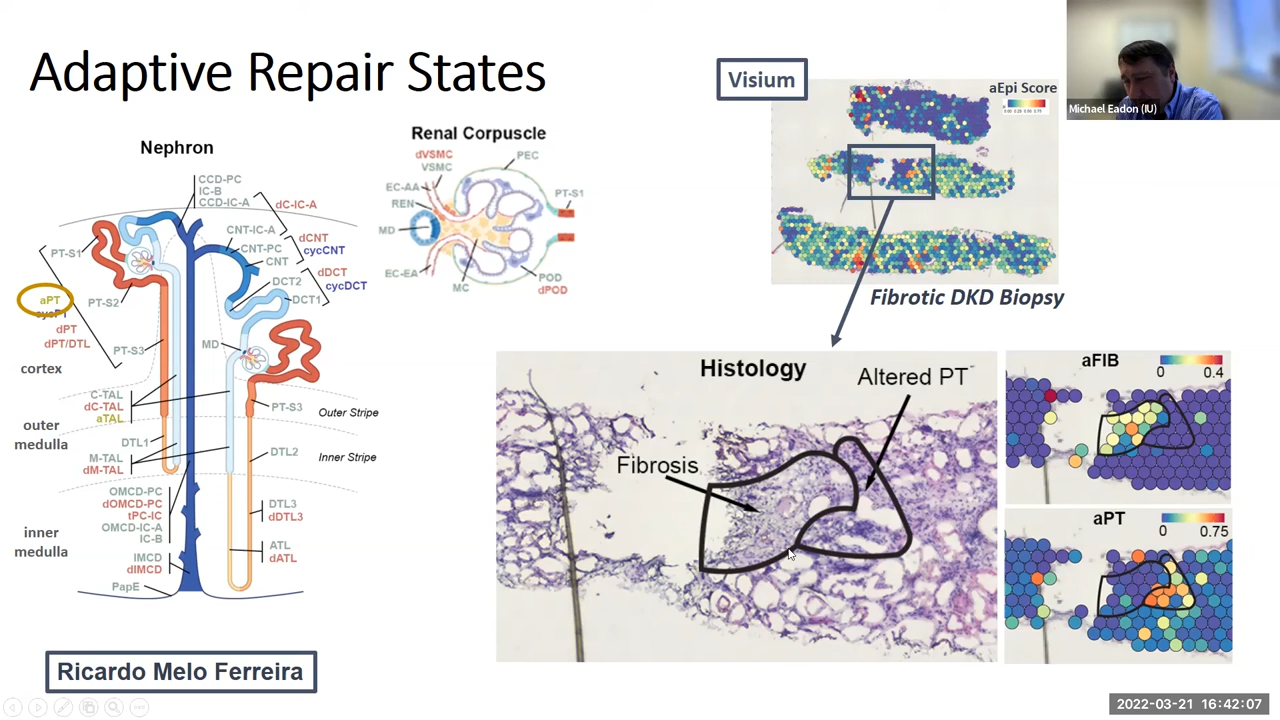 Adaptive Repair States
Visium
aEpi Score
Michael Eadon (IU)
Fibrotic DKD Biopsy
Nephron
CCD-PC
IC-B
CCD-IC-A
dC-IC-A
CNT-IC-A
dCNT
cycCNT
CNT-PC
CNT
dDCT
cycDCT
DCT2
DCT1
PT-S1
aPT
PT-S2
dPT
dPT/DTL
PT-S3
MD
cortex
C-TAL
dC-TAL
aTAL
PT-S3
Outer Stripe
outer
medulla
DTL1
M-TAL
dM-TAL
DTL2
Inner Stripe
OMCD-PC
dOMCD-PC
tPC-IC
OMCD-IC-A
IC-B
DTL3
dDTL3
inner
medulla
IMCD
dIMCD
ATL
dATL
PapE
Renal Corpuscle
dVSMC
VSMC
PEC
EC-AA
REN
PT-S1
MD
EC-EA
MC
POD
dPOD
Histology
Altered PT
Fibrosis
aFIB
0 0.4
aPT
0 0.75
Ricardo Melo Ferreira
2022-03-21 16:42:07